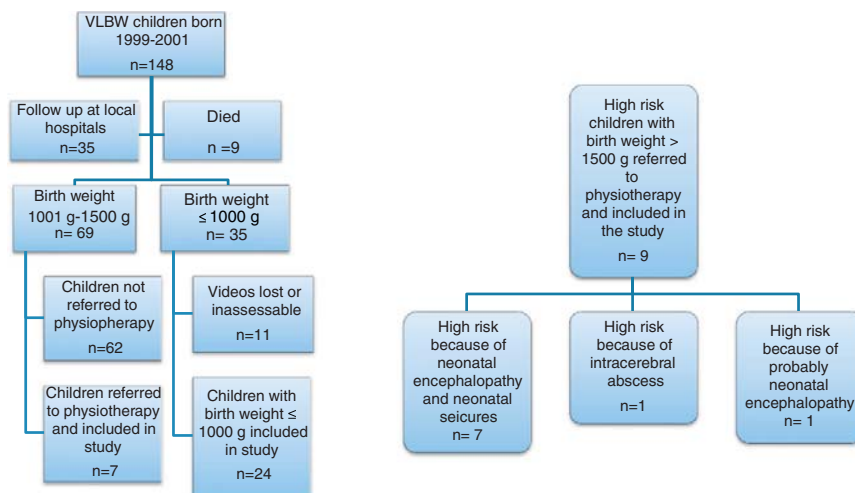 VLBW children born
1999-2001
n=148
Follow up at local
hospitals
n=35
Died
n =9
Birth weight
1001 g-1500 g
n= 69
Birth weight
≤ 1000 g
n= 35
Children not
referred to
physiopherapy
n=62
Videos lost or
inassessable
n=11
Children referred
to physiotherapy
and included in
study
n=7
Children with
birth weight ≤
1000 g included
in study
n=24
High risk
children with
birth weight >
1500 g referred
to
physiotherapy
and included in
the study
n= 9
High risk
because of
neonatal
encephalopathy
and neonatal
seicures
n= 7
High risk
because of
intracerebral
abscess
n=1
High risk
because of
probably
neonatal
encephalopathy
n= 1